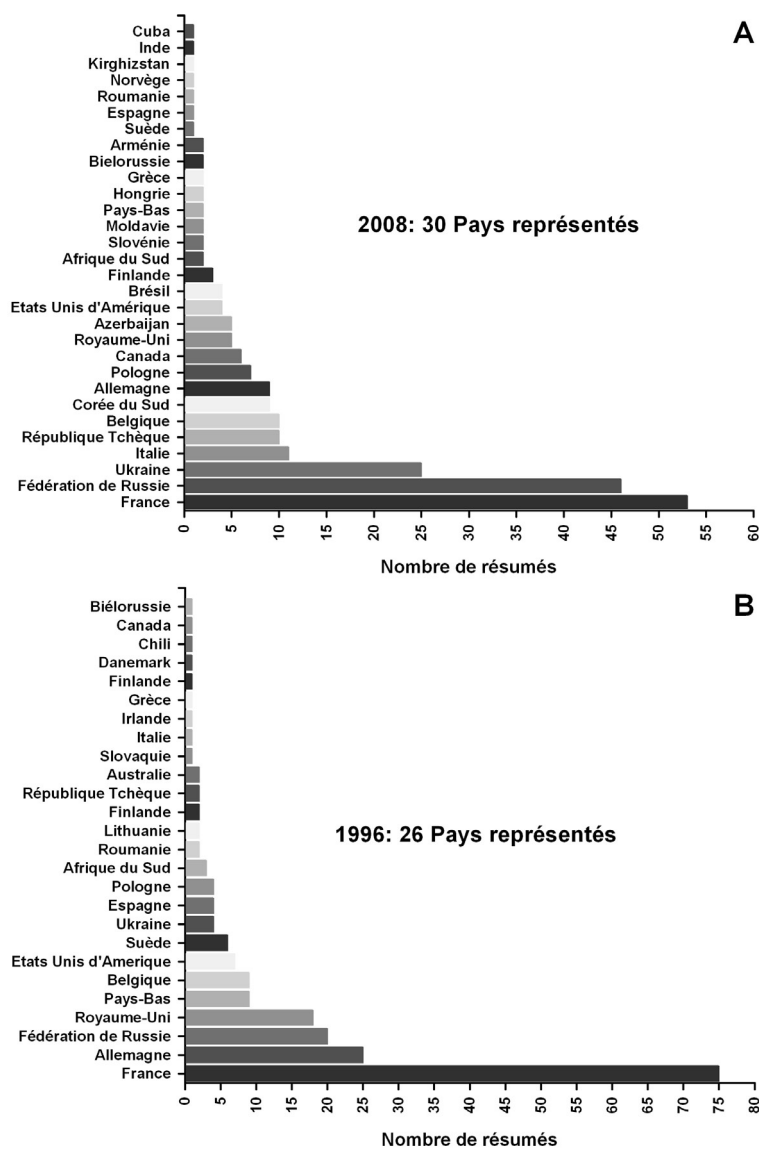 A
Cuba
Inde
Kirghizstan
Norvège
Roumanie
Espagne
Suède
Arménie
Bielorussie
Grèce
Hongrie
Pays-Bas
Moldavie
Slovénie
Afrique du Sud
Finlande
Brésil
Etats Unis d'Amérique
Azerbaijan
Royaume-Uni
Canada
Pologne
Allemagne
Corée du Sud
Belgique
République Tchèque
Italie
Ukraine
Fédération de Russie
France
2008: 30 Pays représentés
0 5 10 15 20 25 30 35 40 45 50 55 60
Nombre de résumés
B
Biélorussie
Canada
Chili
Danemark
Finlande
Grèce
Irlande
Italie
Slovaquie
Australie
République Tchèque
Finlande
Lithuanie
Roumanie
Afrique du Sud
Pologne
Espagne
Ukraine
Suède
Etats Unis d'Amerique
Belgique
Pays-Bas
Royaume-Uni
Fédération de Russie
Allemagne
France
1996: 26 Pays représentés
0 5 10 15 20 25 30 35 40 45 50 55 60 65 70 75 80
Nombre de résumés